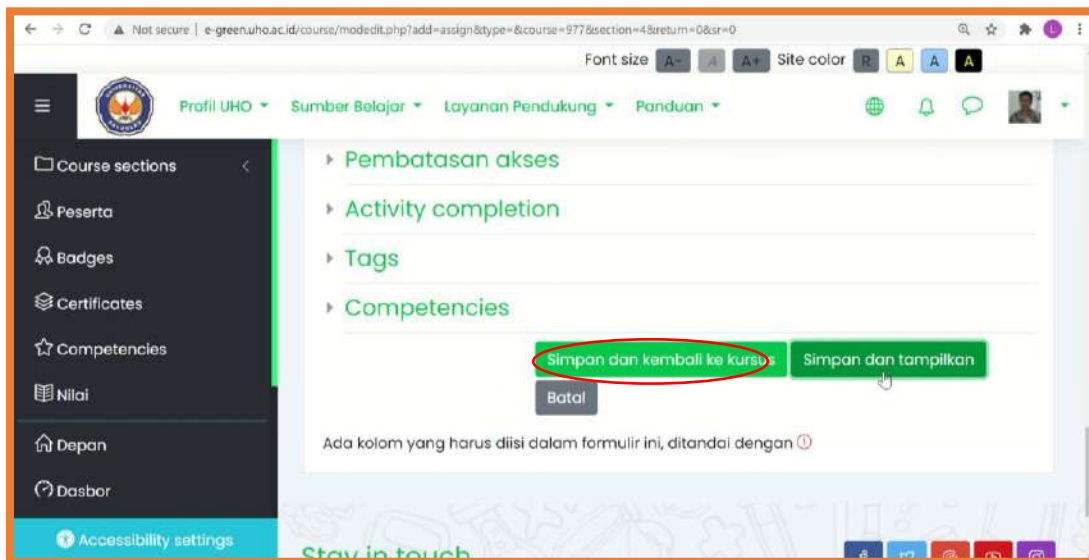 Not secure | e-green.uho.ac.id/course/modedit.php?add=assign&type=&course=977&section=4&return=0&sr=0
L
Font size A- A A+ Site color R A A A
Profil UHO Sumber Belajar Layanan Pendukung Panduan
Course sections
Peserta
Badges
Certificates
Competencies
Nilai
Depan
Dasbor
Accessibility settings
Pembatasan akses
Activity completion
Tags
Competencies
Simpan dan kembali ke kursus Simpan dan tampilkan
Batal
Ada kolom yang harus diisi dalam formulir ini, ditandai dengan
Stay in touch